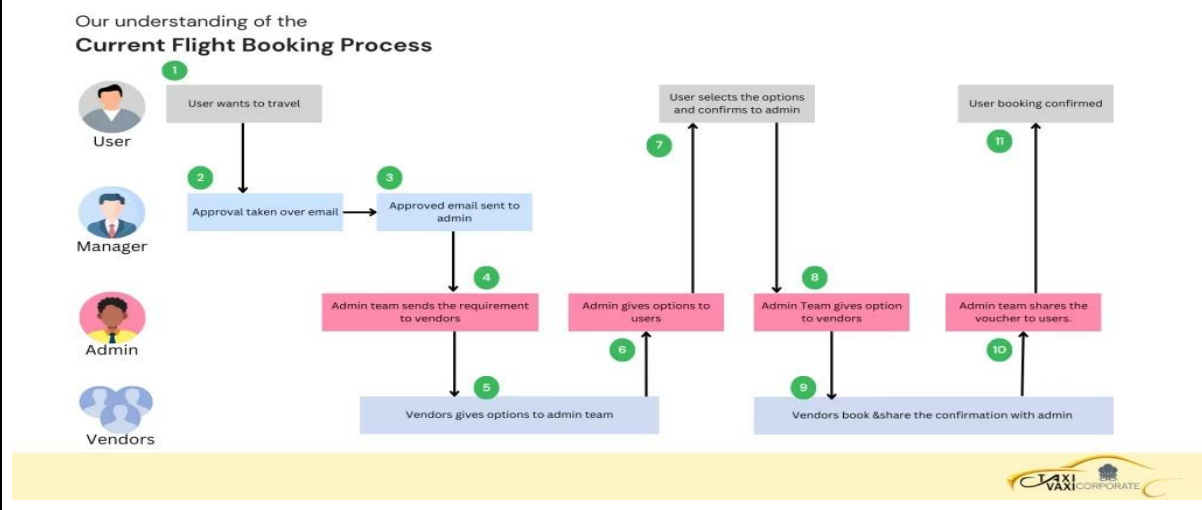 Our understanding of the
Current Flight Booking Process
1
User wants to travel
User
2
Approval taken over email
3
Approved email sent to
admin
Manager
4
Admin team sends the requirement
to vendors
Admin
5
Vendors gives options to admin team
Vendors
6
Admin gives options to
users
7
User selects the options
and confirms to admin
8
Admin Team gives option
to vendors
9
Vendors book &share the confirmation with admin
10
Admin team shares the
voucher to users.
11
User booking confirmed
TAXI
VAXI CORPORATE